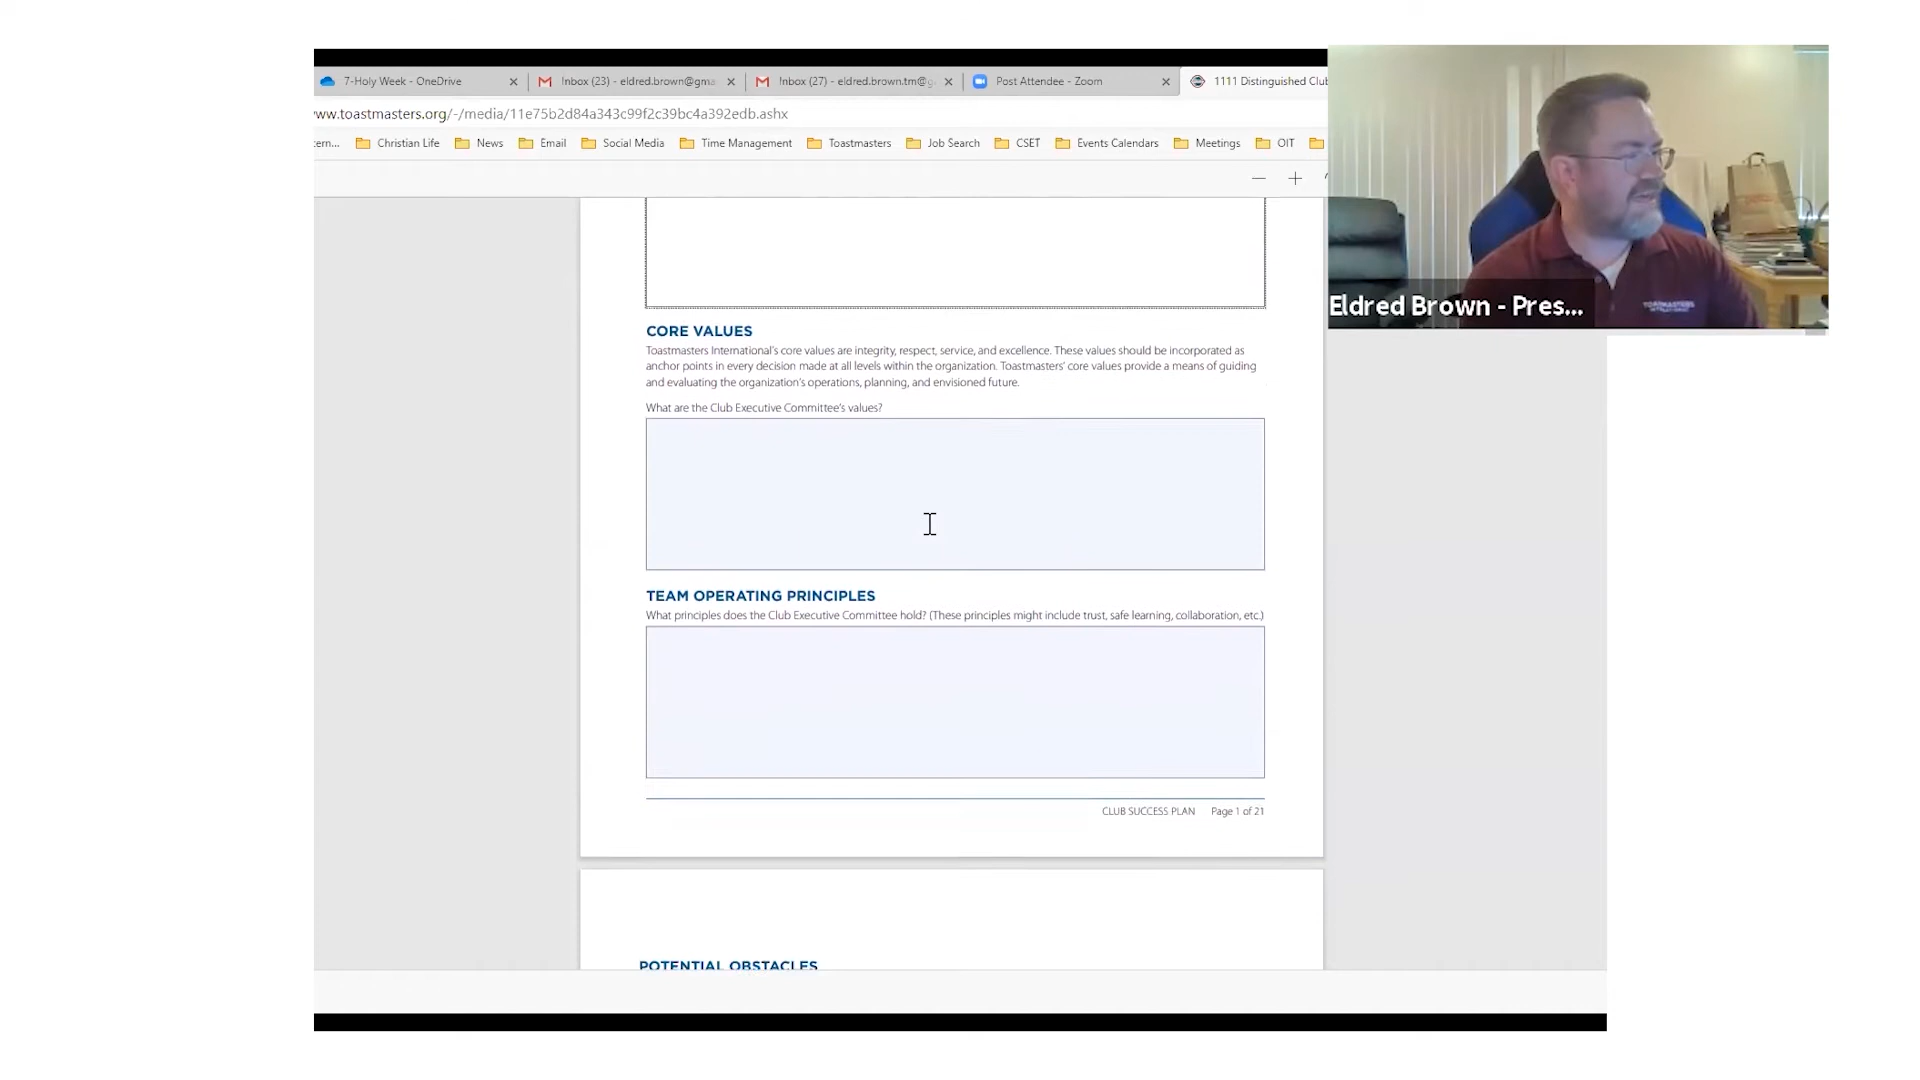 7-Holy Week - OneDrive
Inbox (23) - eldred.brown@gma
Inbox (27) - eldred.brown.tm@g
Post Attendee - Zoom
1111 Distinguished Club
www.toastmasters.org/-/media/11e75b2d84a343c99f2c39bc4a392edb.ashx
tern...
Christian Life
News
Email
Social Media
Time Management
Toastmasters
Job Search
CSET
Events Calendars
Meetings
OIT
CORE VALUES
Toastmasters International's core values are integrity, respect, service, and excellence. These values should be incorporated as
anchor points in every decision made at all levels within the organization. Toastmasters' core values provide a means of guiding
and evaluating the organization's operations, planning, and envisioned future.
What are the Club Executive Committee's values?
TEAM OPERATING PRINCIPLES
What principles does the Club Executive Committee hold? (These principles might include trust, safe learning, collaboration, etc.)
CLUB SUCCESS PLAN Page 1 of 21
POTENTIAL OBSTACLES
Eldred Brown - Pres...
TOASTMASTERS